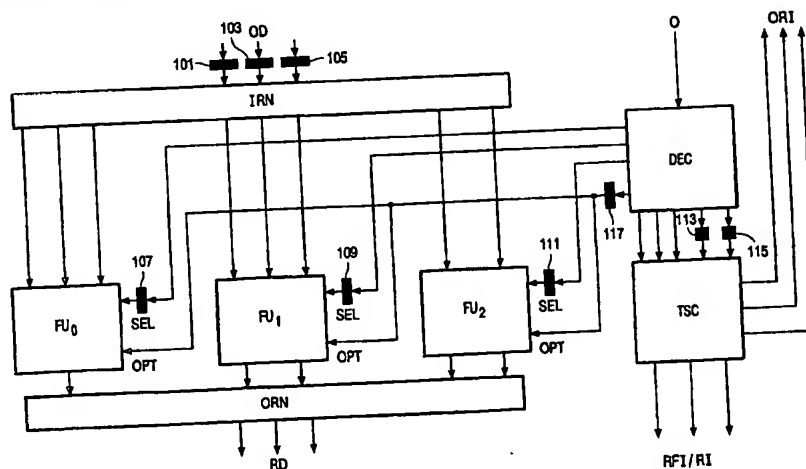 103 OD O ORI
101 105
IRN
DEC
117 113 115
107 109 111
SEL SEL SEL
FU0 FU1 FU2 TSC
OPT OPT OPT
ORN
RD RFI/RI